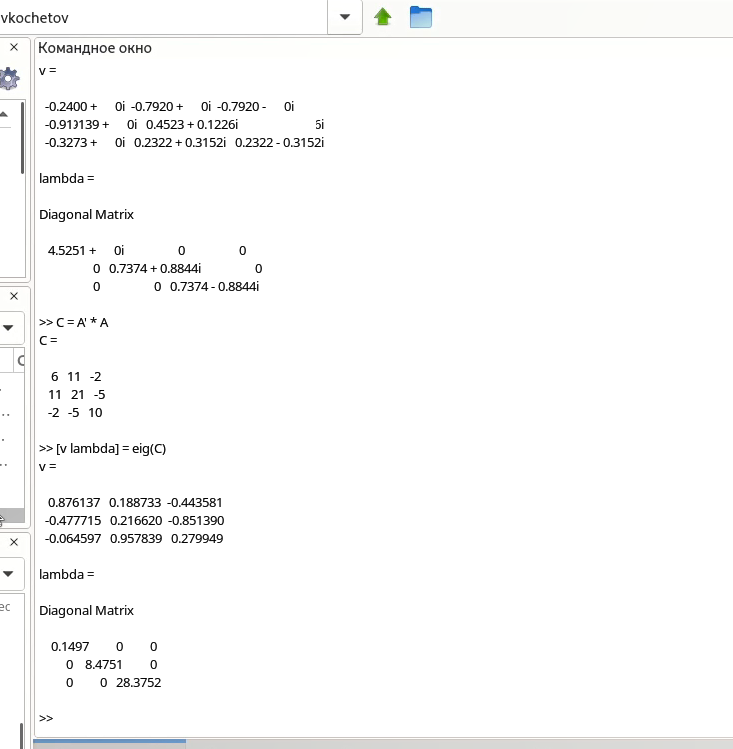 vkochetov
Командное окно
v =
-0.2400 + 0i -0.7920 + 0i -0.7920 - 0i
0i 0.4523 + 0.1226i
-0.3273 + 0i 0.2322 + 0.3152i 0.2322 - 0.3152i
lambda =
Diagonal Matrix
4.5251 + 0i 0 0
0 0.7374 + 0.8844i 0
0 0 0.7374 - 0.8844i
>> C = A' * A
C =
6 11 -2
11 21 -5
-2 -5 10
>> [v lambda] = eig(C)
v =
0.876137 0.188733 -0.443581
-0.477715 0.216620 -0.851390
-0.064597 0.957839 0.279949
lambda =
Diagonal Matrix
0.1497 0 0
0 8.4751 0
0 0 28.3752
>>